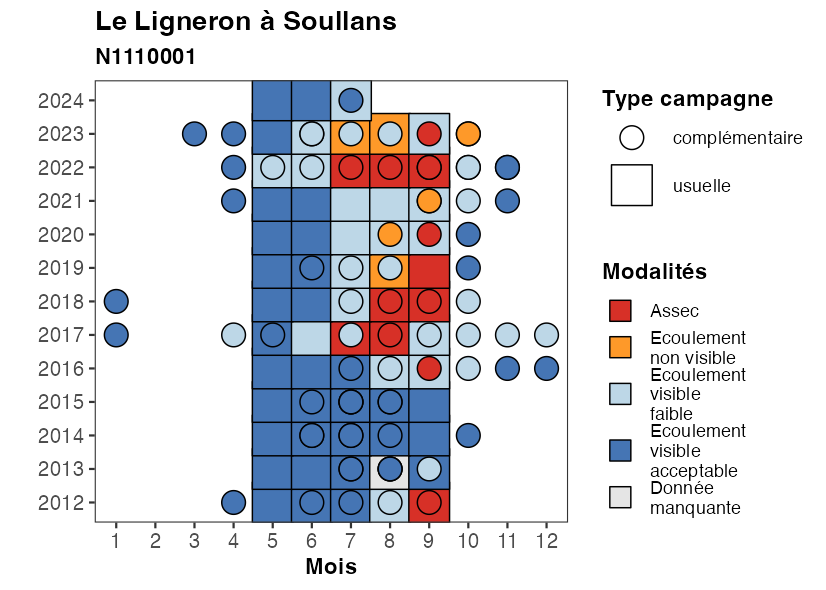 Le Ligneron à Soullans
N1110001
2024
2023
2022
2021
2020
2019
2018
2017
2016
2015
2014
2013
2012
1 2 3 4 5 6 7 8 9 10 11 12
Mois
Type campagne
complémentaire
usuelle
Modalités
Assec
Ecoulement
non visible
Ecoulement
visible
faible
Ecoulement
visible
acceptable
Donnée
manquante